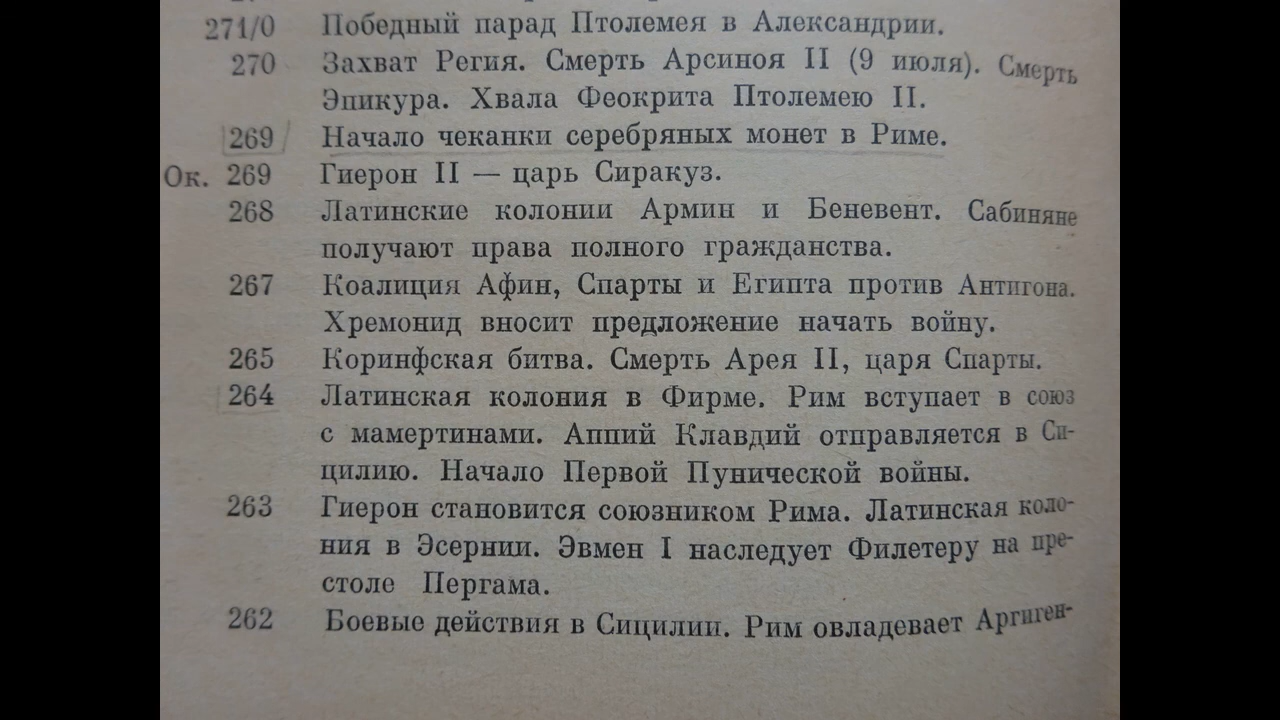 271/0 Победный парад Птолемея в Александрии.
270 Захват Регия. Смерть Арсиноя II (9 июля). Смерть
Эпикура. Хвала Феокрита Птолемею II.
269 Начало чеканки серебряных монет в Риме.
Ок. 269 Гиерон II — царь Сиракуз.
268 Латинские колонии Армин и Беневент. Сабиняне
получают права полного гражданства.
267 Коалиция Афин, Спарты и Египта против Антигона.
Хремонид вносит предложение начать войну.
265 Коринфская битва. Смерть Арея II, царя Спарты.
264 Латинская колония в Фирме. Рим вступает в союз
с мамертинами. Аппий Клавдий отправляется в Си-
цилию. Начало Первой Пунической войны.
263 Гиерон становится союзником Рима. Латинская коло-
ния в Эсернии. Эвмен I наследует Филетеру на пре-
столе Пергама.
262 Боевые действия в Сицилии. Рим овладевает Аргиген-